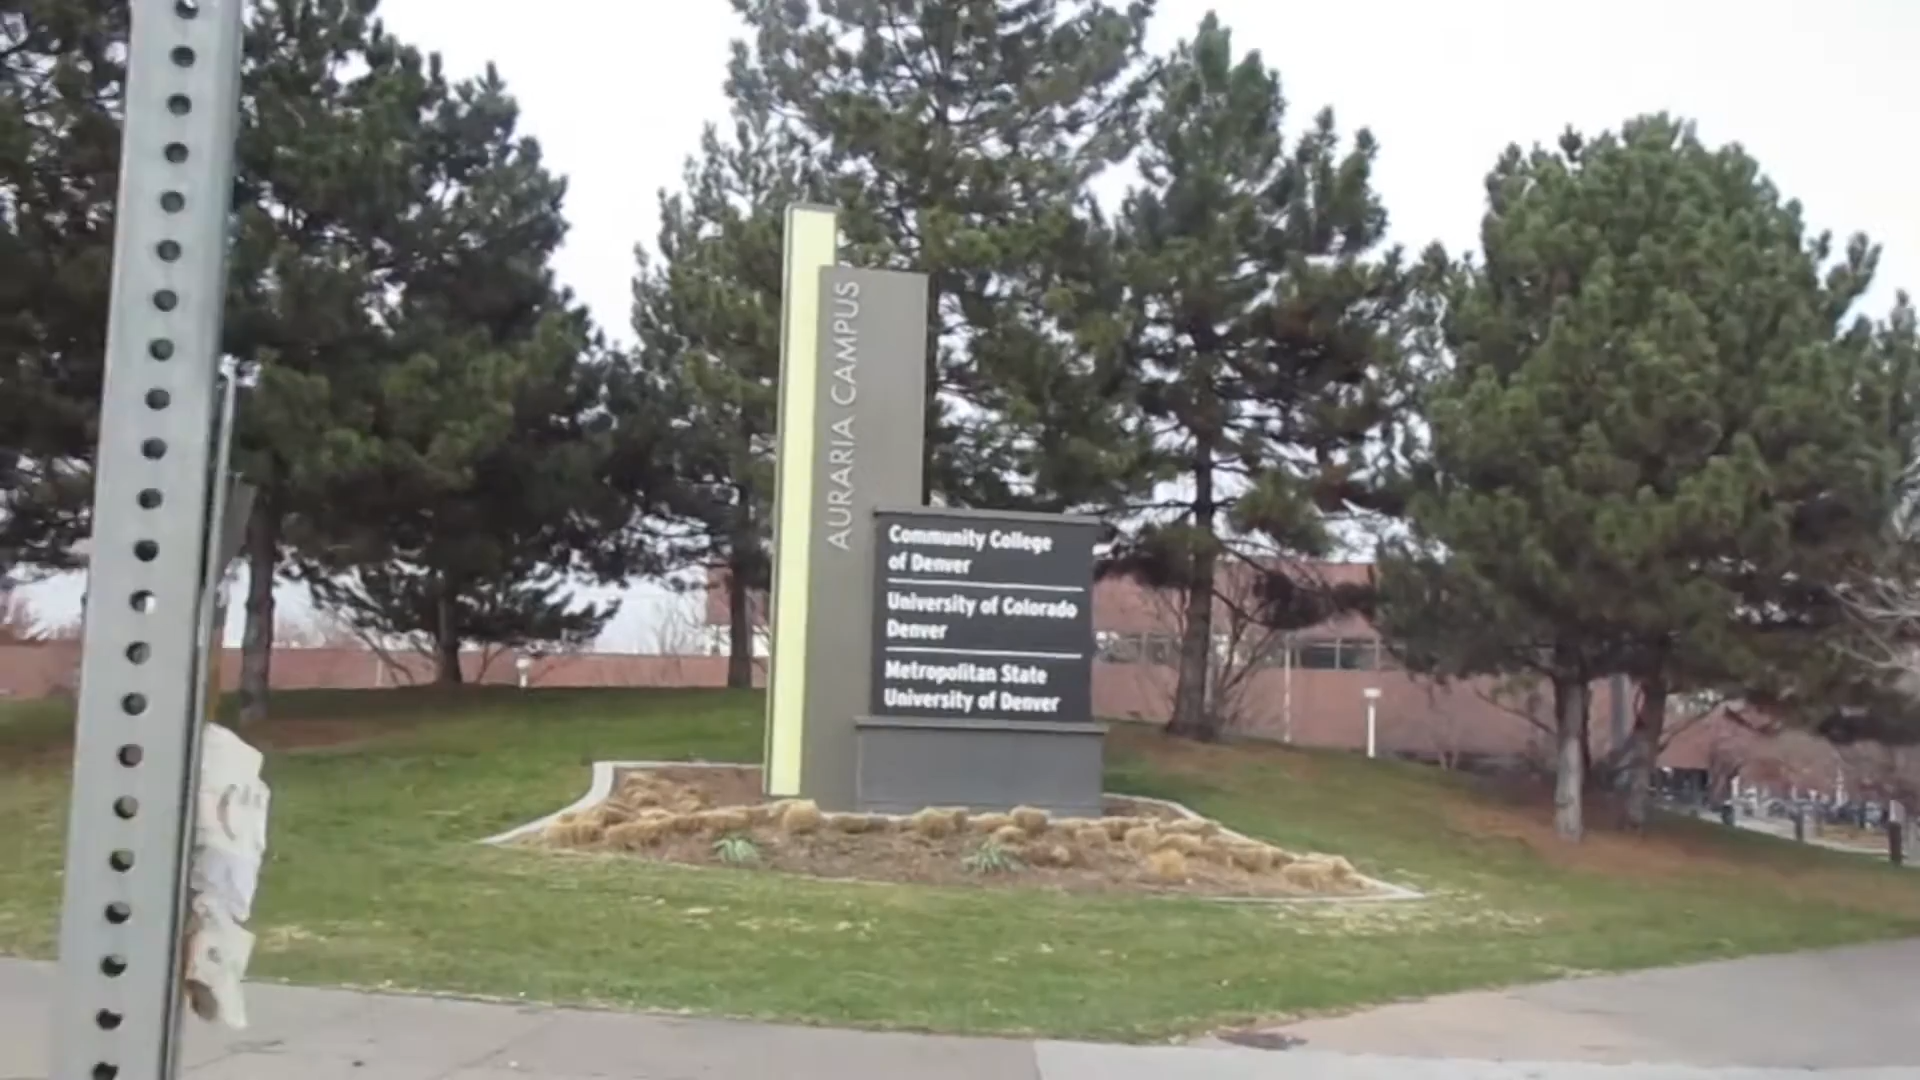 AURARIA CAMPUS
Community College
of Denver
University of Colorado
Denver
Metropolitan State
University of Denver